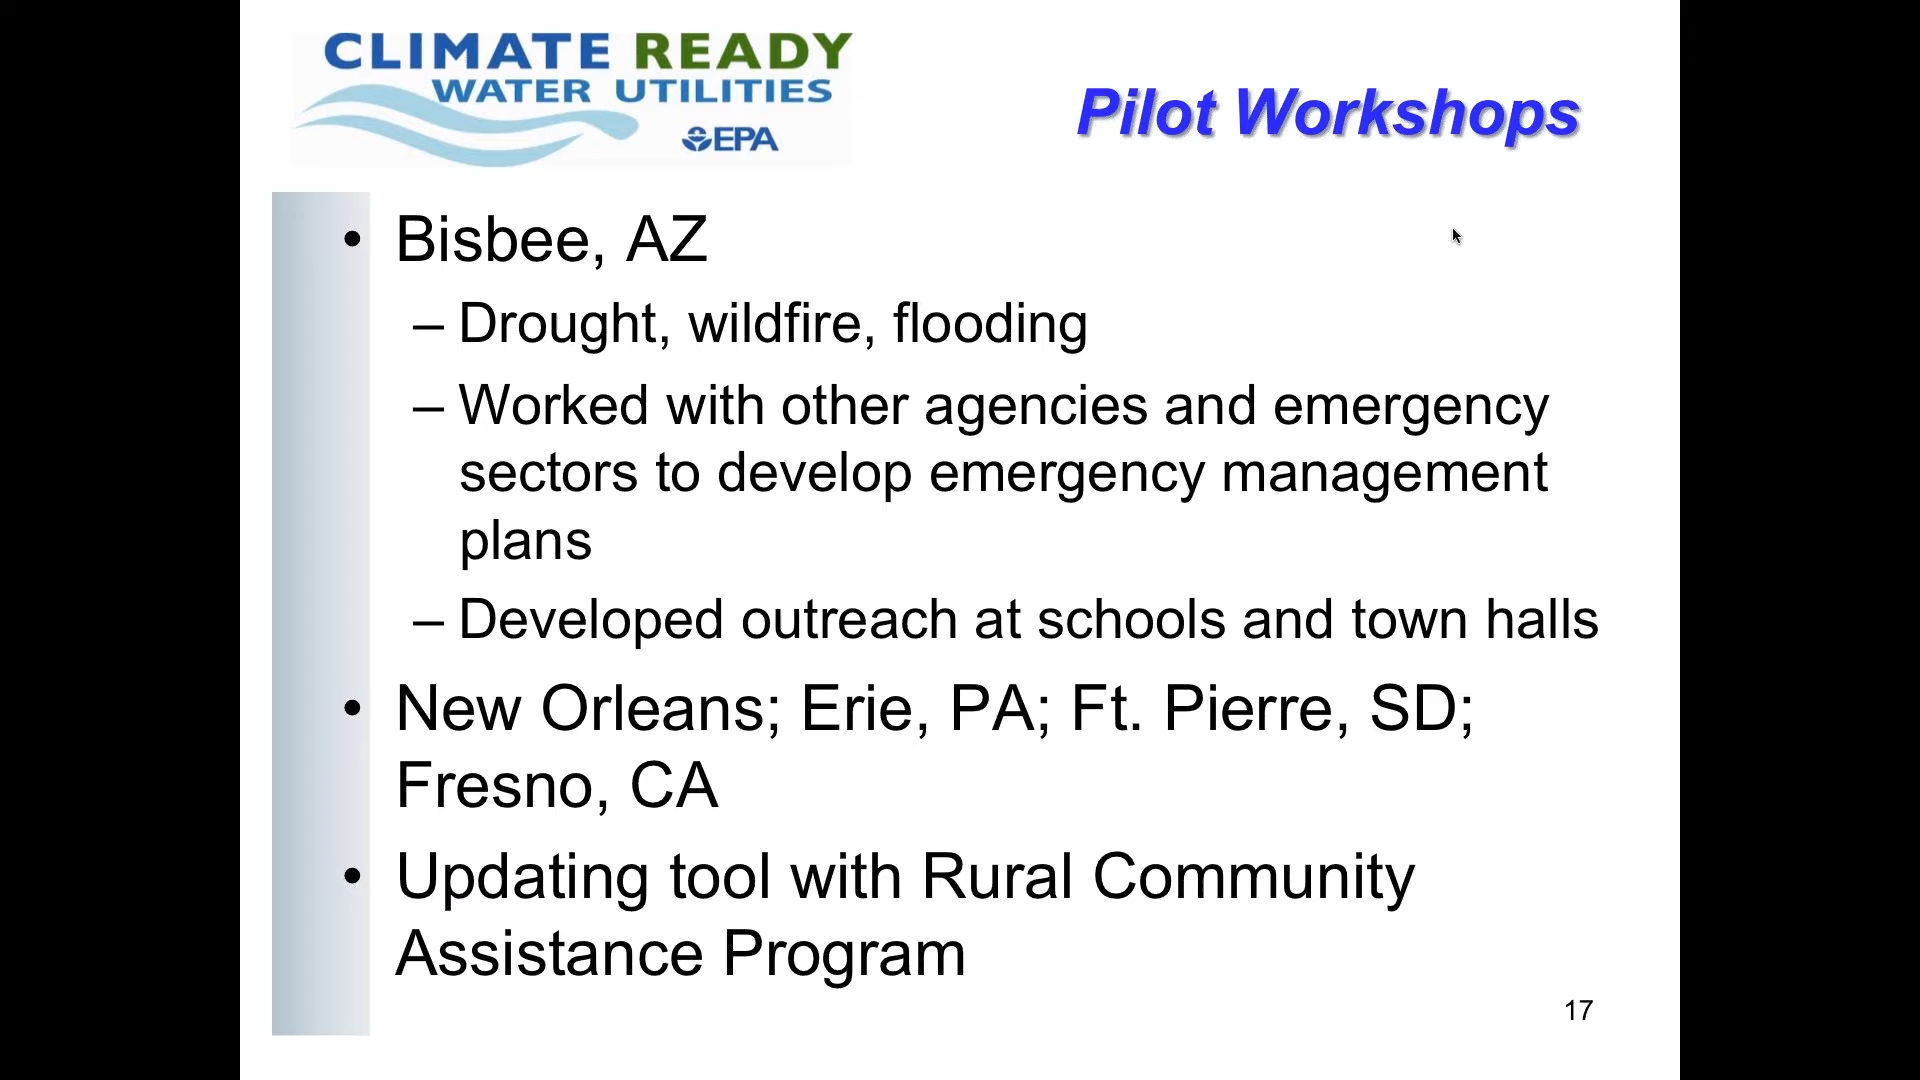 CLIMATE READY
WATER UTILITIES
EPA
Pilot Workshops
• Bisbee, AZ
– Drought, wildfire, flooding
– Worked with other agencies and emergency
sectors to develop emergency management
plans
– Developed outreach at schools and town halls
• New Orleans; Erie, PA; Ft. Pierre, SD;
Fresno, CA
• Updating tool with Rural Community
Assistance Program
17